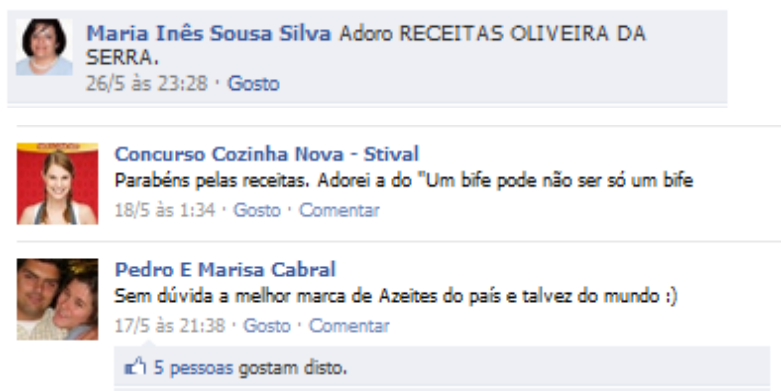 Maria Inês Sousa Silva Adoro RECEITAS OLIVEIRA DA
SERRA.
26/5 às 23:28 · Gosto
Concurso Cozinha Nova - Stival
Parabéns pelas receitas. Adorei a do "Um bife pode não ser só um bife
18/5 às 1:34 · Gosto · Comentar
Pedro E Marisa Cabral
Sem dúvida a melhor marca de Azeites do país e talvez do mundo :)
17/5 às 21:38 · Gosto · Comentar
5 pessoas gostam disto.